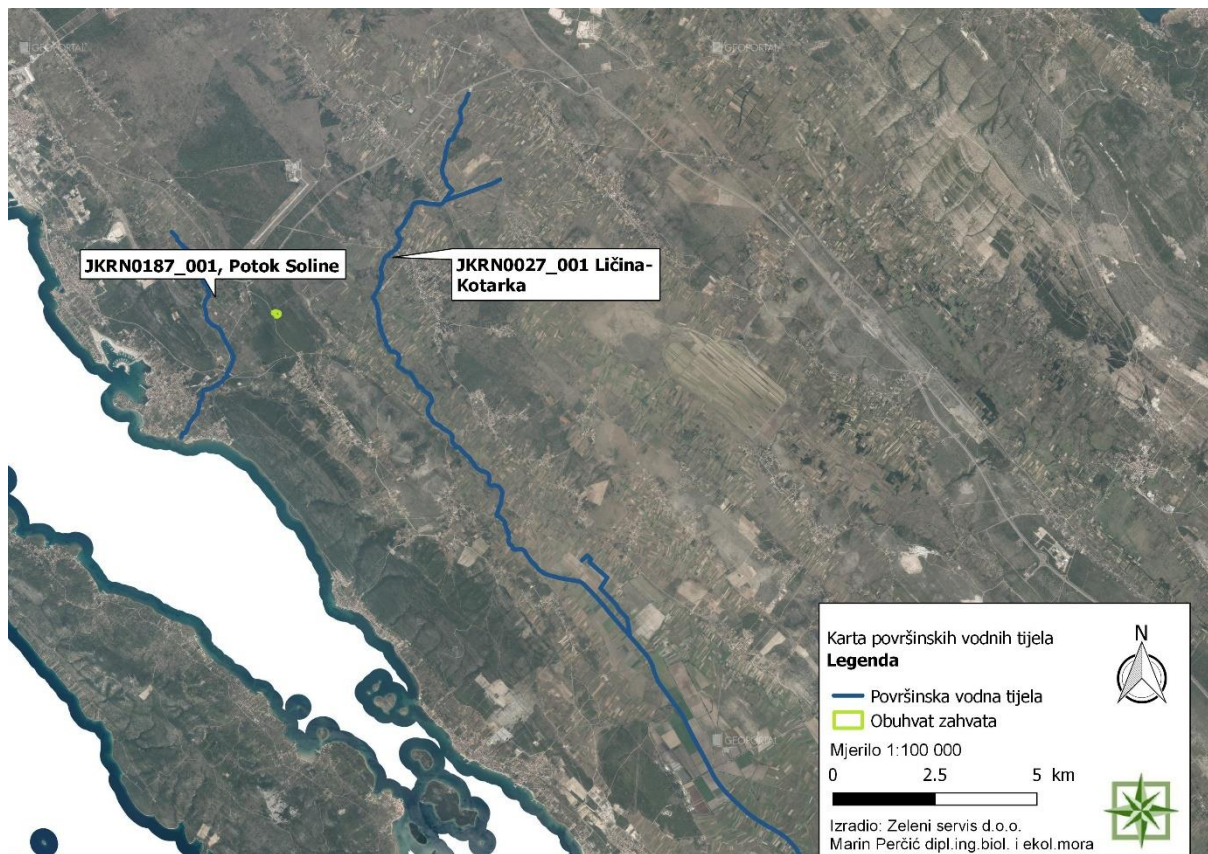 GEOPORTAL
GEOPORTAL
JKRN0187_001, Potok Soline
JKRN0027_001 Ličina-
Kotarka
GEOPORTAL
Karta površinskih vodnih tijela
Legenda
N
Površinska vodna tijela
Obuhvat zahvata
Mjerilo 1:100 000
0 2.5 5 km
Izradio: Zeleni servis d.o.o.
Marin Perčić dipl.ing.biol. i ekol.mora